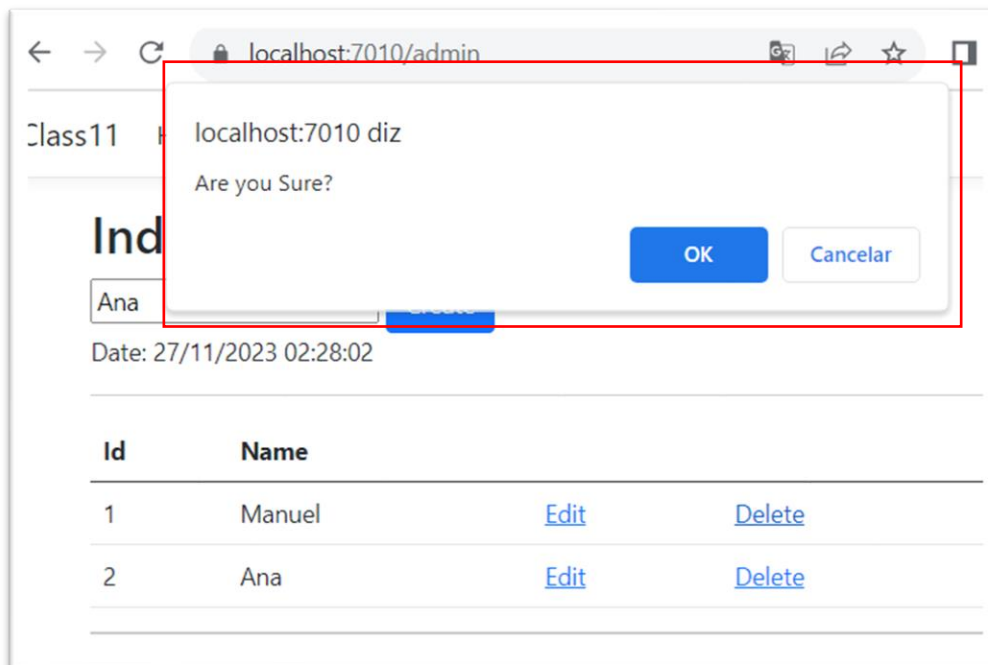 localhost:7010/admin
Class11
localhost:7010 diz
Are you Sure?
OK Cancelar
Ind
Ana
Create
Date: 27/11/2023 02:28:02
Id Name
1 Manuel Edit Delete
2 Ana Edit Delete